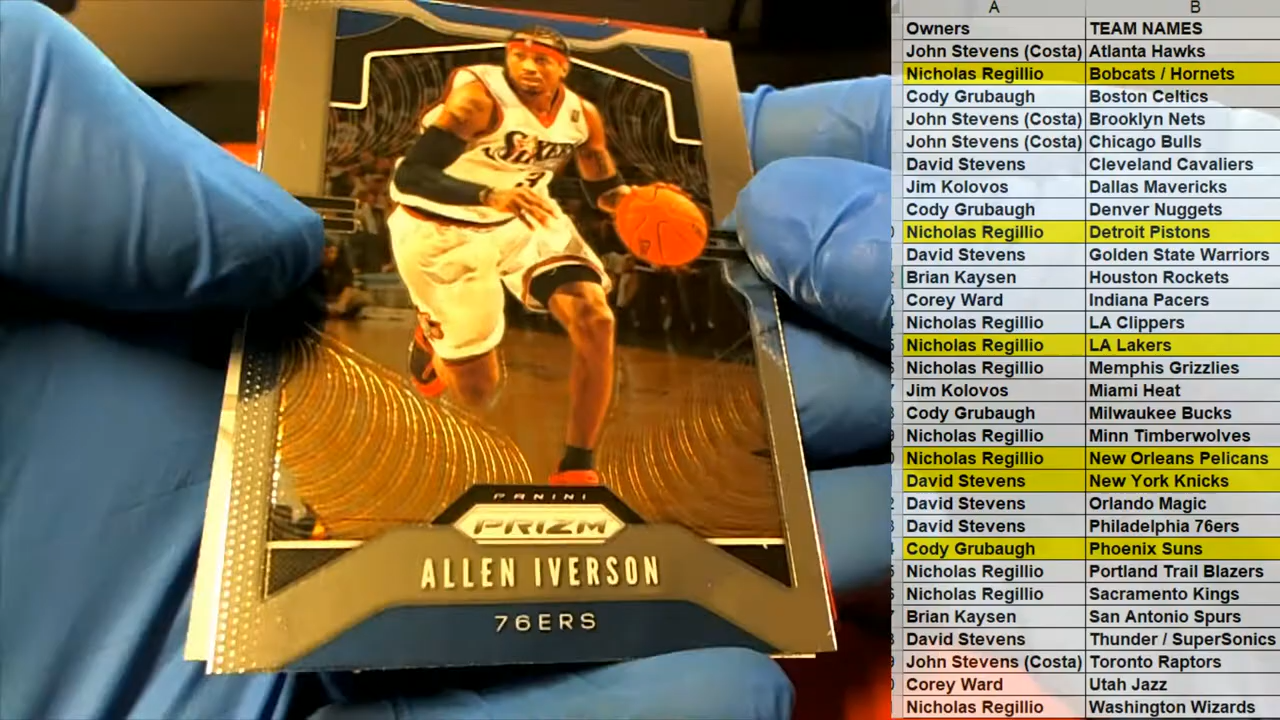 SIXERS
3
PANINI
PRIZM
ALLEN IVERSON
76ERS
A B
Owners TEAM NAMES
John Stevens (Costa) Atlanta Hawks
Nicholas Regillio Bobcats / Hornets
Cody Grubaugh Boston Celtics
John Stevens (Costa) Brooklyn Nets
John Stevens (Costa) Chicago Bulls
David Stevens Cleveland Cavaliers
Jim Kolovos Dallas Mavericks
Cody Grubaugh Denver Nuggets
Nicholas Regillio Detroit Pistons
David Stevens Golden State Warriors
Brian Kaysen Houston Rockets
Corey Ward Indiana Pacers
Nicholas Regillio LA Clippers
Nicholas Regillio LA Lakers
Nicholas Regillio Memphis Grizzlies
Jim Kolovos Miami Heat
Cody Grubaugh Milwaukee Bucks
Nicholas Regillio Minn Timberwolves
Nicholas Regillio New Orleans Pelicans
David Stevens New York Knicks
David Stevens Orlando Magic
David Stevens Philadelphia 76ers
Cody Grubaugh Phoenix Suns
Nicholas Regillio Portland Trail Blazers
Nicholas Regillio Sacramento Kings
Brian Kaysen San Antonio Spurs
David Stevens Thunder / SuperSonics
John Stevens (Costa) Toronto Raptors
Corey Ward Utah Jazz
Nicholas Regillio Washington Wizards